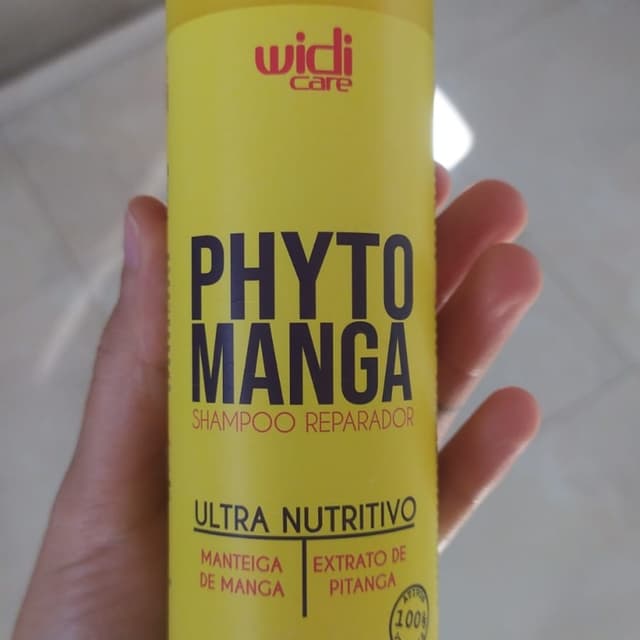 widi
care
PHYTO
MANGA
SHAMPOO REPARADOR
ULTRA NUTRITIVO
MANTEIGA
DE MANGA
EXTRATO DE
PITANGA
100%